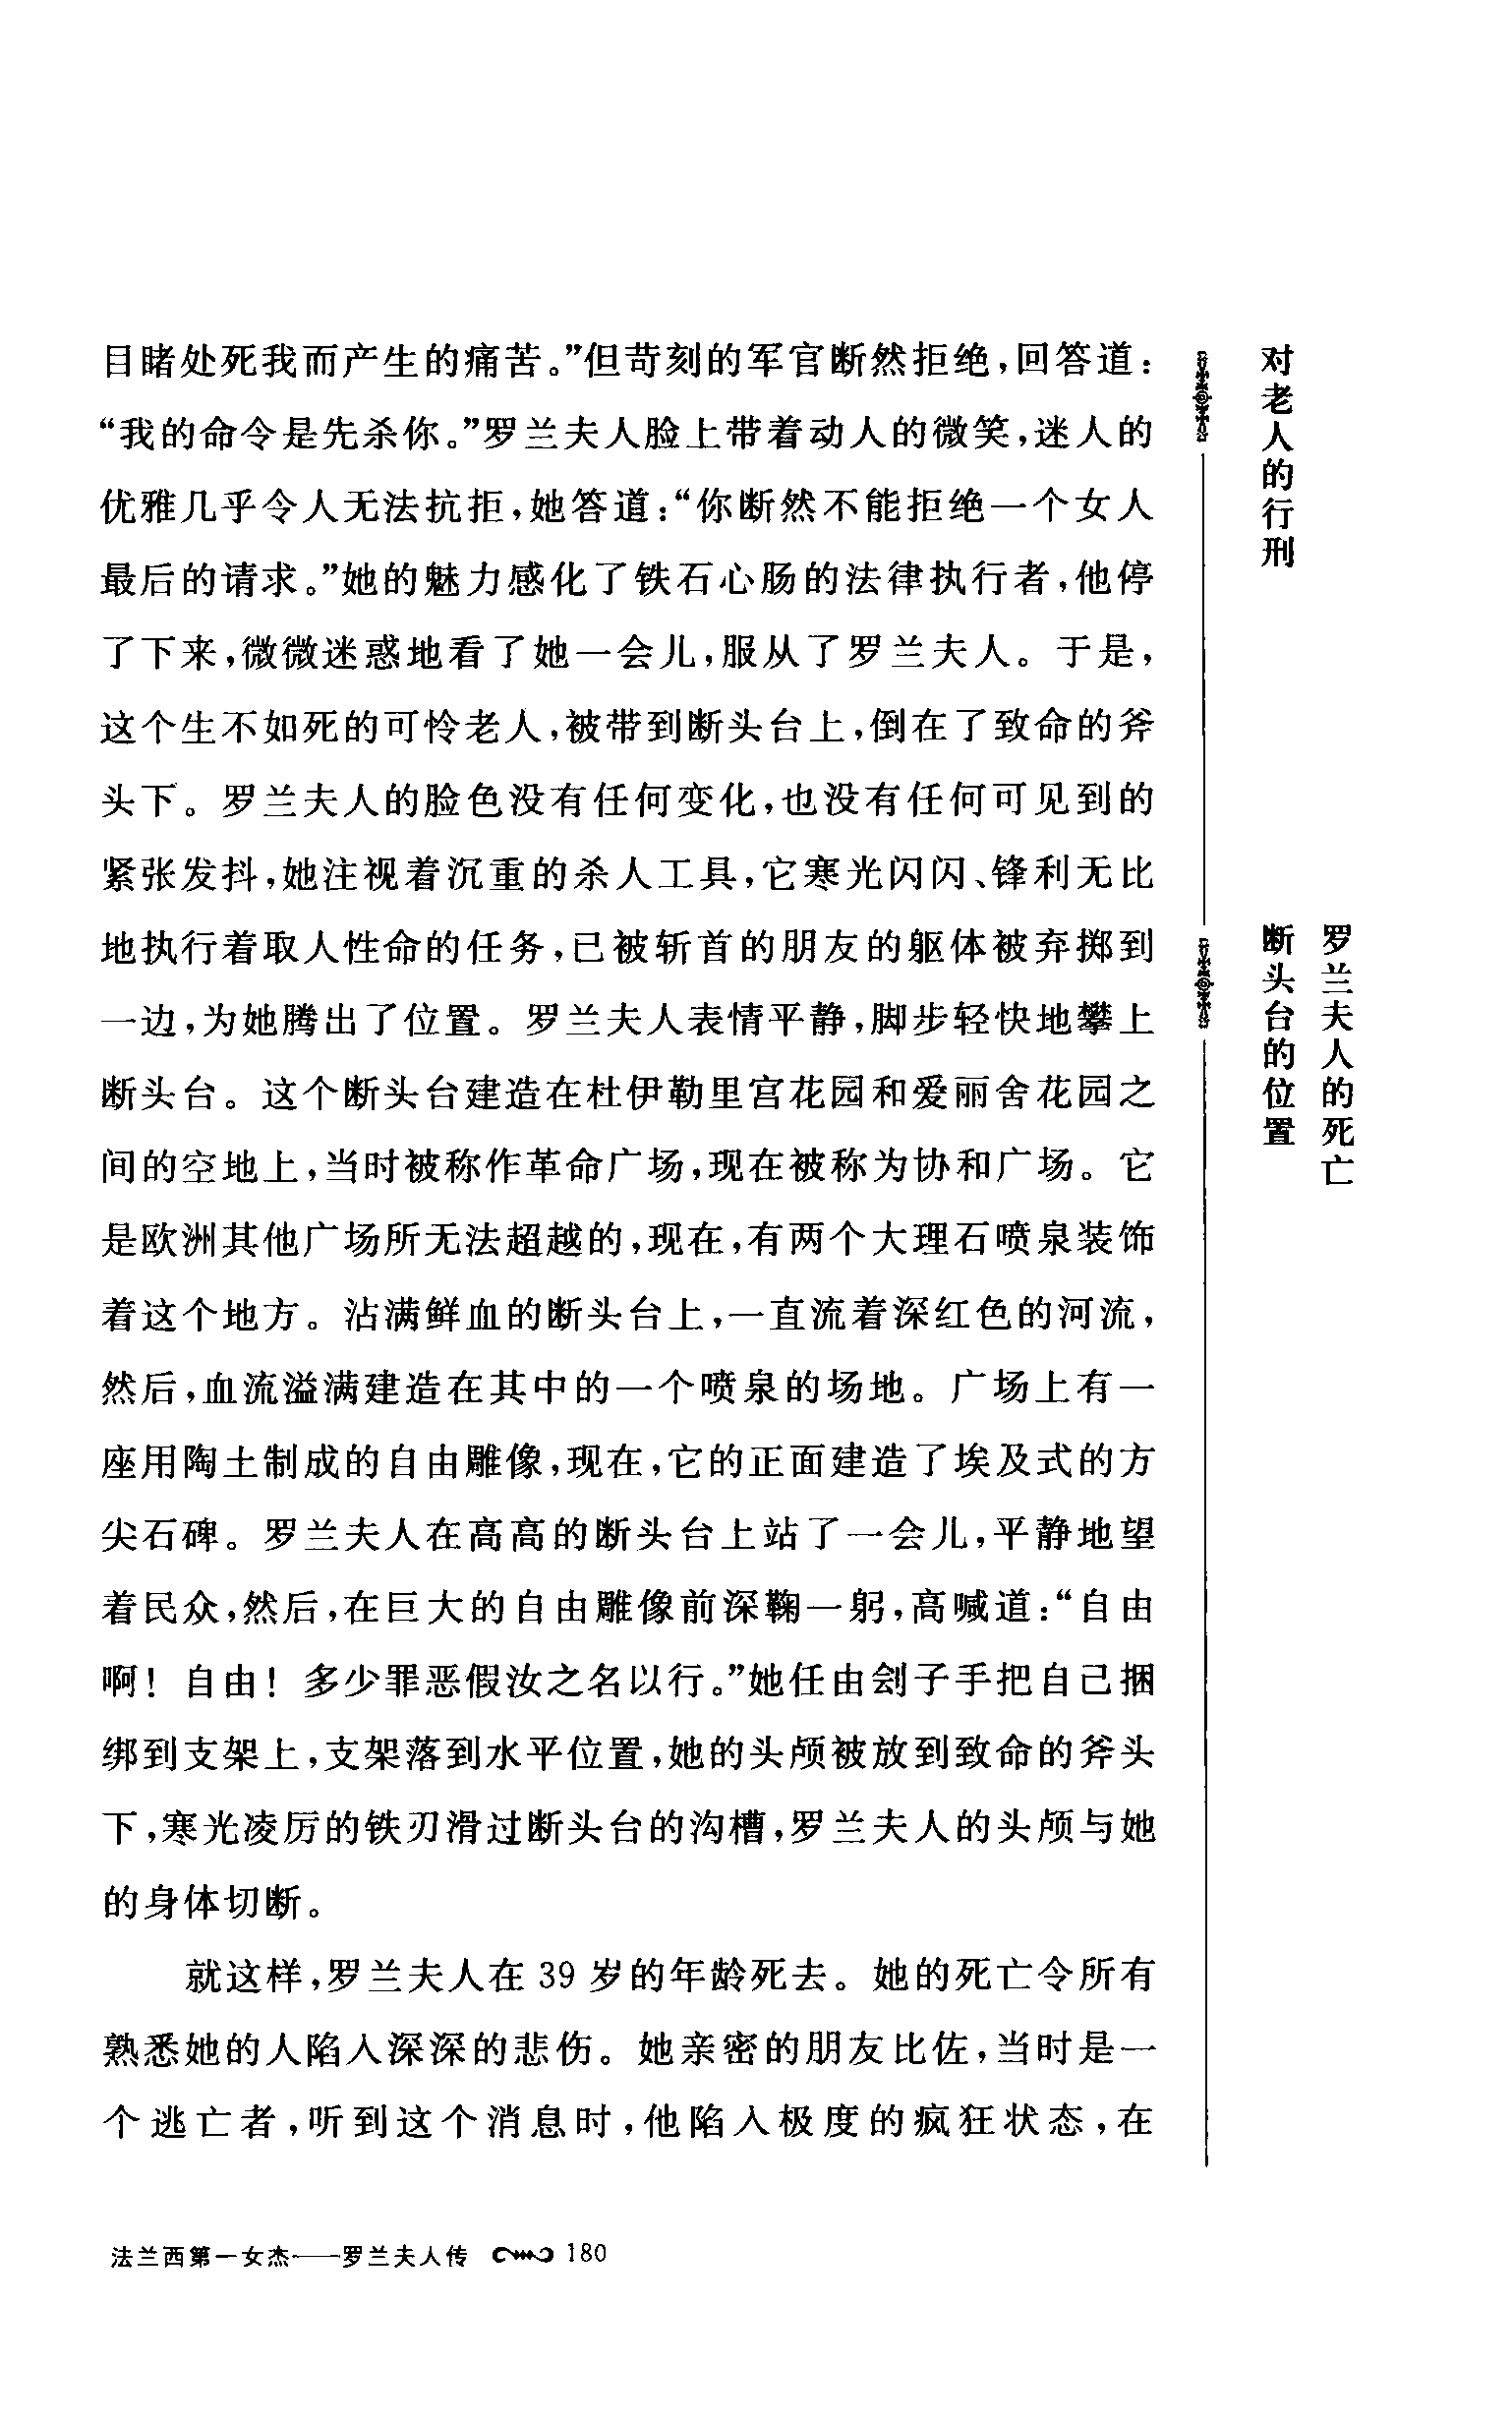 目睹处死我而产生的痛苦。”但苛刻的军官断然拒绝,回答道:
“我的命令是先杀你。”罗兰夫人脸上带着动人的微笑,迷人的
优雅几乎令人无法抗拒,她答道:“你断然不能拒绝一个女人
最后的请求。”她的魅力感化了铁石心肠的法律执行者,他停
了下来,微微迷惑地看了她一会儿,服从了罗兰夫人。于是,
这个生不如死的可怜老人,被带到断头台上,倒在了致命的斧
头下。罗兰夫人的脸色没有任何变化,也没有任何可见到的
紧张发抖,她注视着沉重的杀人工具,它寒光闪闪、锋利无比
地执行着取人性命的任务,已被斩首的朋友的躯体被弃掷到
一边,为她腾出了位置。罗兰夫人表情平静,脚步轻快地攀上
断头台。这个断头台建造在杜伊勒里宫花园和爱丽舍花园之
间的空地上,当时被称作革命广场,现在被称为协和广场。它
是欧洲其他广场所无法超越的,现在,有两个大理石喷泉装饰
着这个地方。沾满鲜血的断头台上,一直流着深红色的河流,
然后,血流溢满建造在其中的一个喷泉的场地。广场上有一
座用陶土制成的自由雕像,现在,它的正面建造了埃及式的方
尖石碑。罗兰夫人在高高的断头台上站了一会儿,平静地望
着民众,然后,在巨大的自由雕像前深鞠一躬,高喊道:“自由
啊!自由!多少罪恶假汝之名以行。”她任由刽子手把自己捆
绑到支架上,支架落到水平位置,她的头颅被放到致命的斧头
下,寒光凌厉的铁刃滑过断头台的沟槽,罗兰夫人的头颅与她
的身体切断。
就这样,罗兰夫人在 39 岁的年龄死去。她的死亡令所有
熟悉她的人陷入深深的悲伤。她亲密的朋友比佐,当时是一
个逃亡者,听到这个消息时,他陷入极度的疯狂状态,在
对老人的行刑
罗兰夫人的死亡
断头台的位置
法兰西第一女杰——罗兰夫人传 180